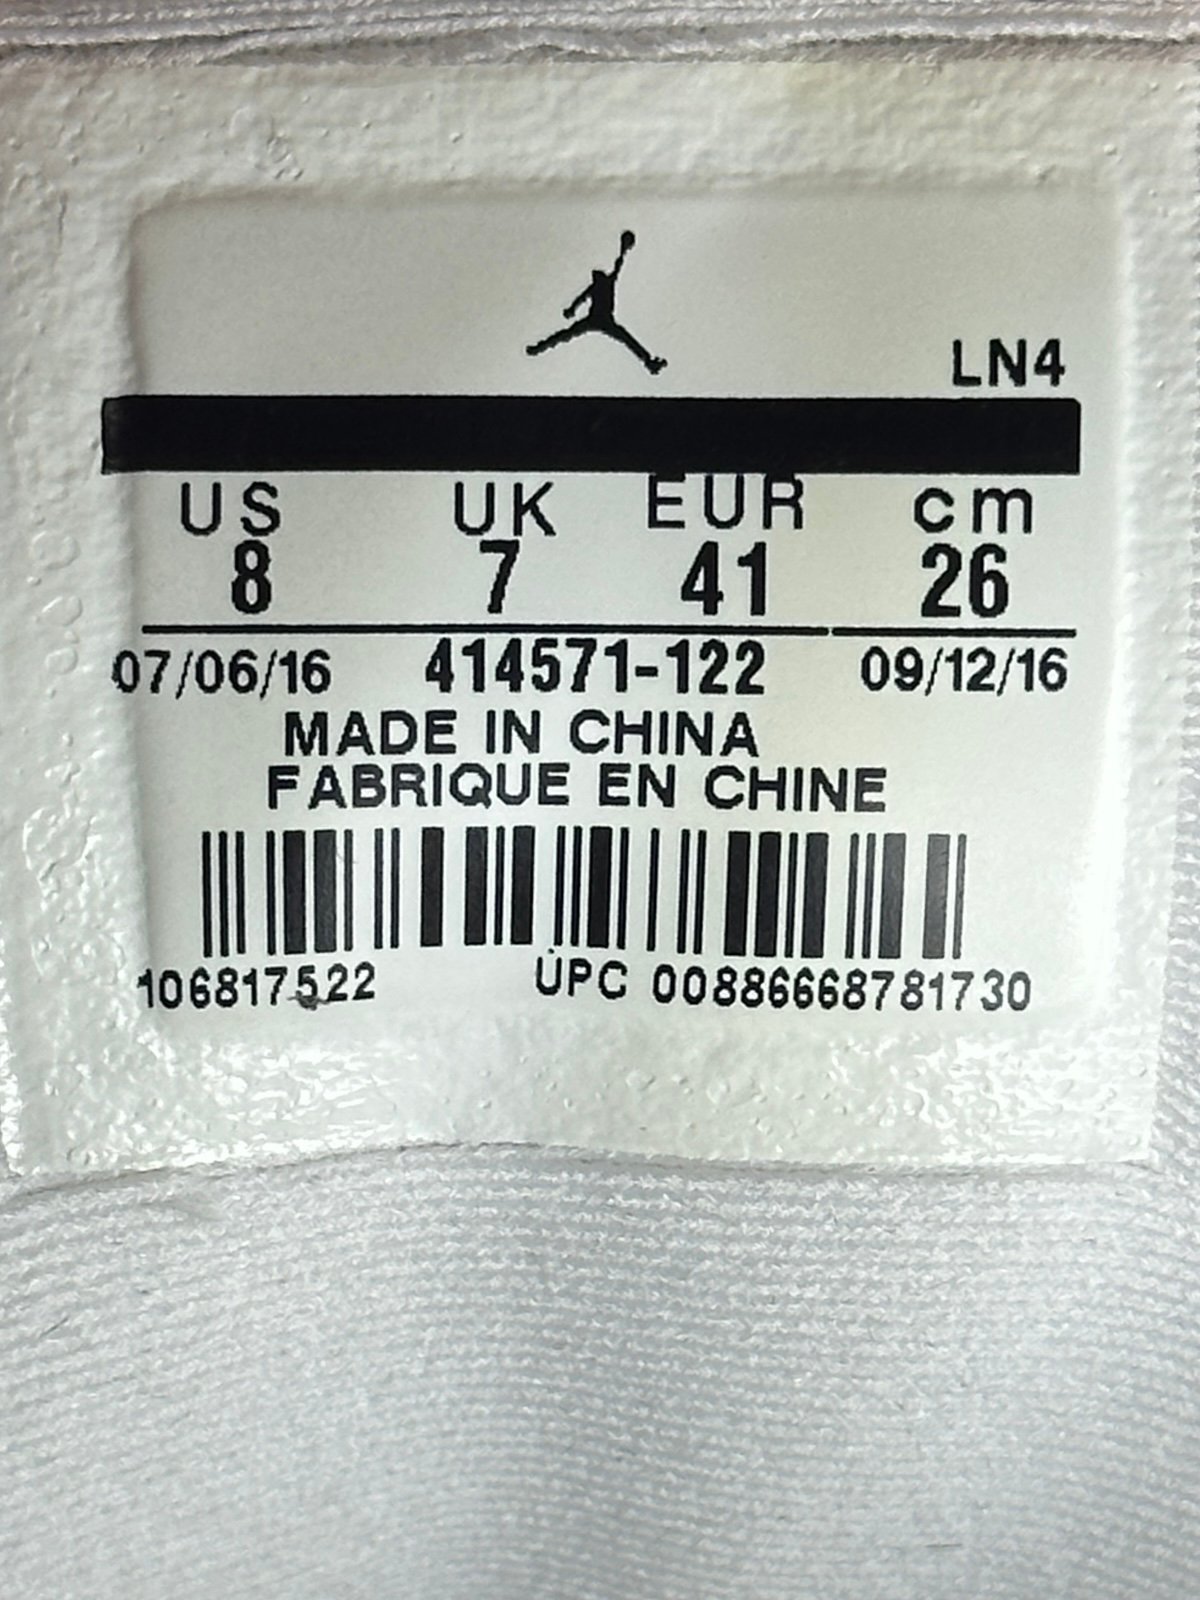 LN4
US UK EUR cm
8 7 41 26
07/06/16 414571-122 09/12/16
MADE IN CHINA
FABRIQUE EN CHINE
106817522 UPC 00886668781730